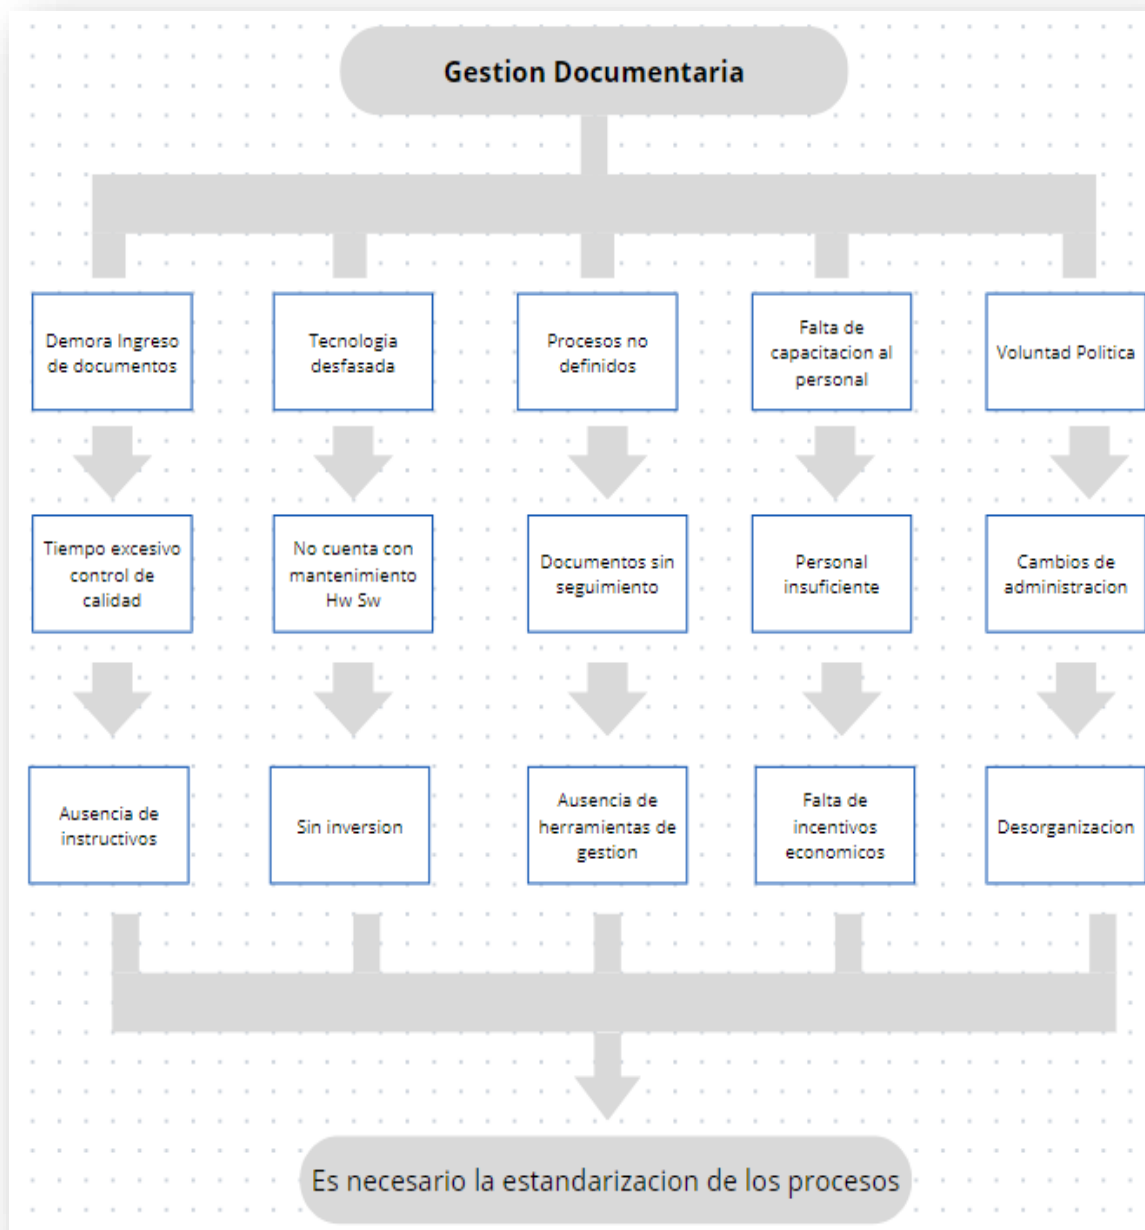 Gestion Documentaria
Demora Ingreso
de documentos
Tecnologia
desfasada
Procesos no
definidos
Falta de
capacitacion al
personal
Voluntad Politica
Tiempo excesivo
control de
calidad
No cuenta con
mantenimiento
Hw Sw
Documentos sin
seguimiento
Personal
insuficiente
Cambios de
administracion
Ausencia de
instructivos
Sin inversion
Ausencia de
herramientas de
gestion
Falta de
incentivos
economicos
Desorganizacion
Es necesario la estandarizacion de los procesos